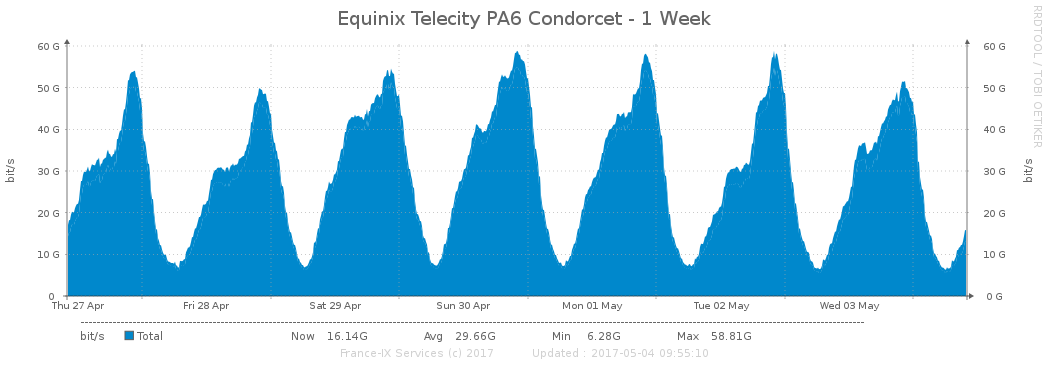 Equinix Telecity PA6 Condorcet - 1 Week
RRDTOOL / TOBI OETIKER
60 G 60 G
50 G 50 G
40 G 40 G
30 G 30 G
20 G 20 G
10 G 10 G
0 0 G
bit/s
bit/s
Thu 27 Apr Fri 28 Apr Sat 29 Apr Sun 30 Apr Mon 01 May Tue 02 May Wed 03 May
bit/s Total Now 16.14G Avg 29.66G Min 6.28G Max 58.81G
France-IX Services (c) 2017 Updated : 2017-05-04 09:55:10